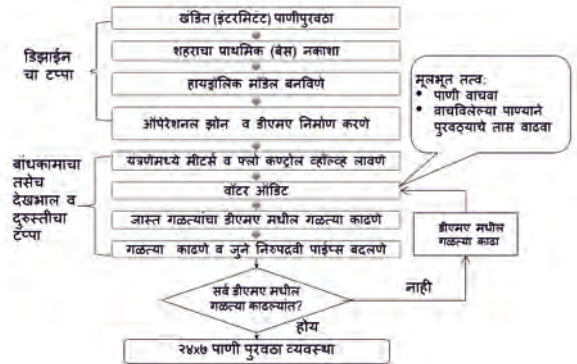 खंडित (इंटरमिटंट) पाणीपुरवठा
शहराचा प्राथमिक (बेस) नकाशा
हायड्रॉलिक मॉडेल बनविणे
ऑपरेशनल झोन व डीएमए निर्माण करणे
डिझाईन
चा टप्पा
मूलभूत तत्व:
• पाणी वाचवा
• वाचविलेल्या पाण्याने
पुरवठ्याचे तास वाढवा
यंत्रणेमध्ये मीटर्स व फ्लो कण्ट्रोल व्हॉल्व्ह लावणे
वॉटर ऑडिट
जास्त गळत्यांचा डीएमए मधील गळत्या काढणे
गळत्या काढणे व जुने निरुपद्रवी पाईप्स बदलणे
बांधकामाचा
तसेच
देखभाल व
दुरुस्तीचा
टप्पा
डीएमए मधील
गळत्या काढा
सर्व डीएमए मधील
गळत्या काढल्यांत?
नाही
होय
२४x७ पाणी पुरवठा व्यवस्था